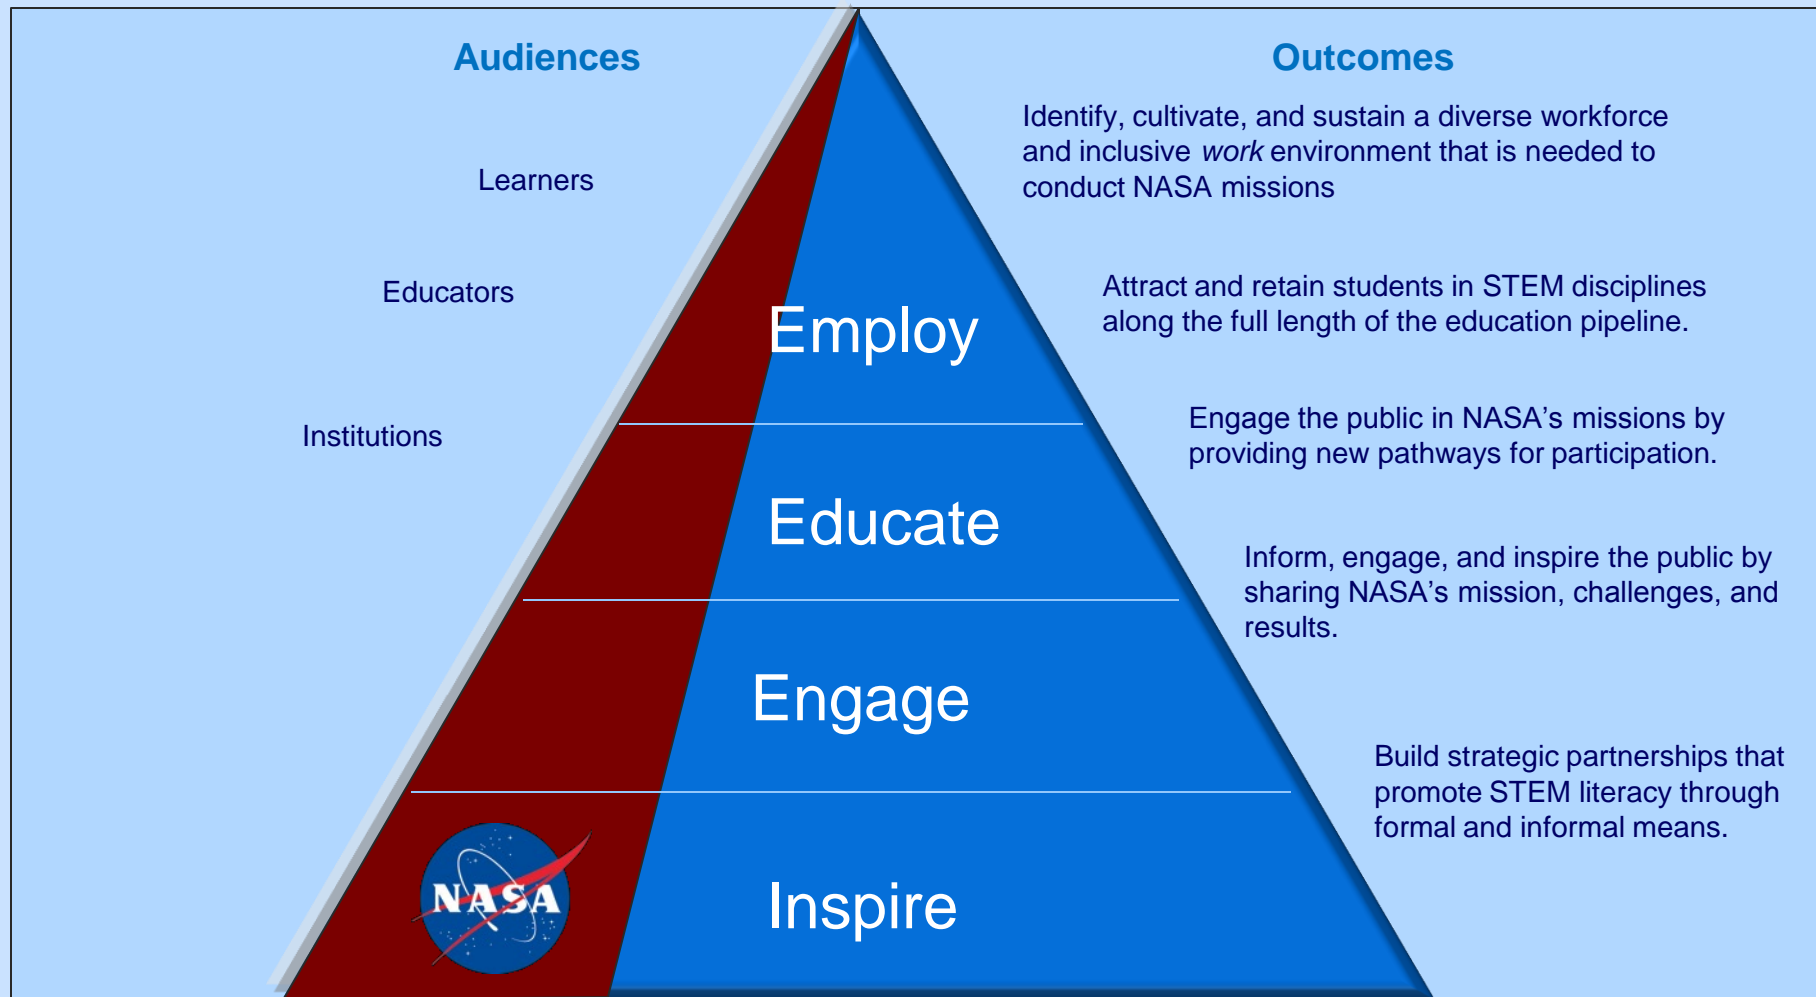 Audiences
Outcomes
Learners
Educators
Institutions
Employ
Educate
Engage
Inspire
NASA
Identify, cultivate, and sustain a diverse workforce
and inclusive work environment that is needed to
conduct NASA missions
Attract and retain students in STEM disciplines
along the full length of the education pipeline.
Engage the public in NASA’s missions by
providing new pathways for participation.
Inform, engage, and inspire the public by
sharing NASA’s mission, challenges, and
results.
Build strategic partnerships that
promote STEM literacy through
formal and informal means.